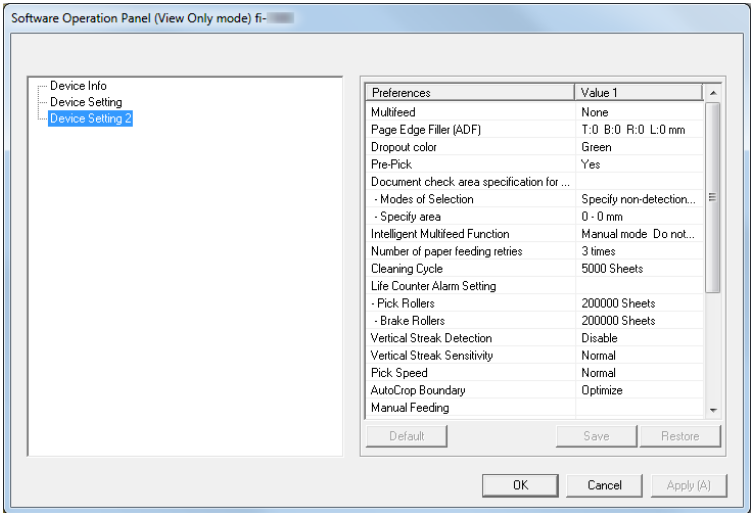 Software Operation Panel (View Only mode) fi-
Device Info
Device Setting
Device Setting 2
Preferences Value 1
Multifeed None
Page Edge Filler (ADF) T:0 B:0 R:0 L:0 mm
Dropout color Green
Pre-Pick Yes
Document check area specification for ...
- Modes of Selection Specify non-detection...
- Specify area 0 - 0 mm
Intelligent Multifeed Function Manual mode Do not...
Number of paper feeding retries 3 times
Cleaning Cycle 5000 Sheets
Life Counter Alarm Setting
- Pick Rollers 200000 Sheets
- Brake Rollers 200000 Sheets
Vertical Streak Detection Disable
Vertical Streak Sensitivity Normal
Pick Speed Normal
AutoCrop Boundary Optimize
Manual Feeding
Default Save Restore
OK Cancel Apply (A)